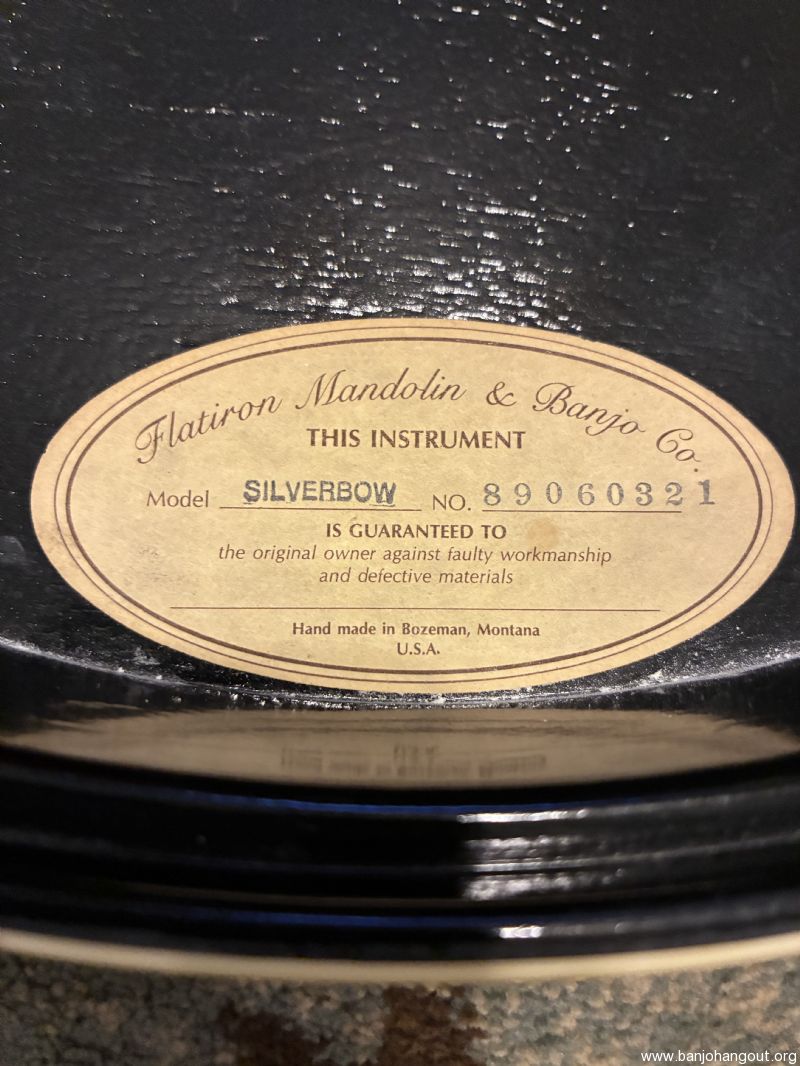 Flatiron Mandolin & Banjo Co.
THIS INSTRUMENT
Model SILVERBOW NO. 89060321
IS GUARANTEED TO
the original owner against faulty workmanship
and defective materials
Hand made in Bozeman, Montana
U.S.A.
www.banjohangout.org